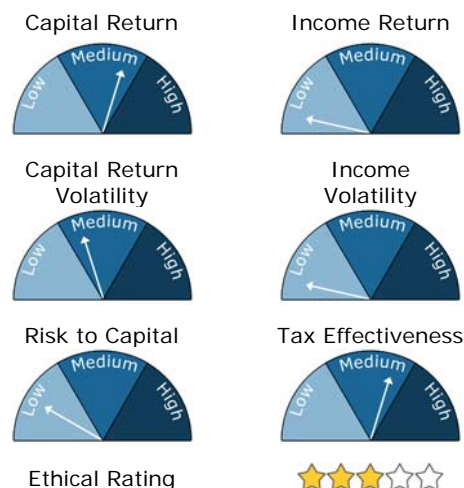 Capital Return
Income Return
Low Medium High
Low Medium High
Capital Return
Volatility
Income
Volatility
Low Medium High
Low Medium High
Risk to Capital
Tax Effectiveness
Low Medium High
Low Medium High
Ethical Rating